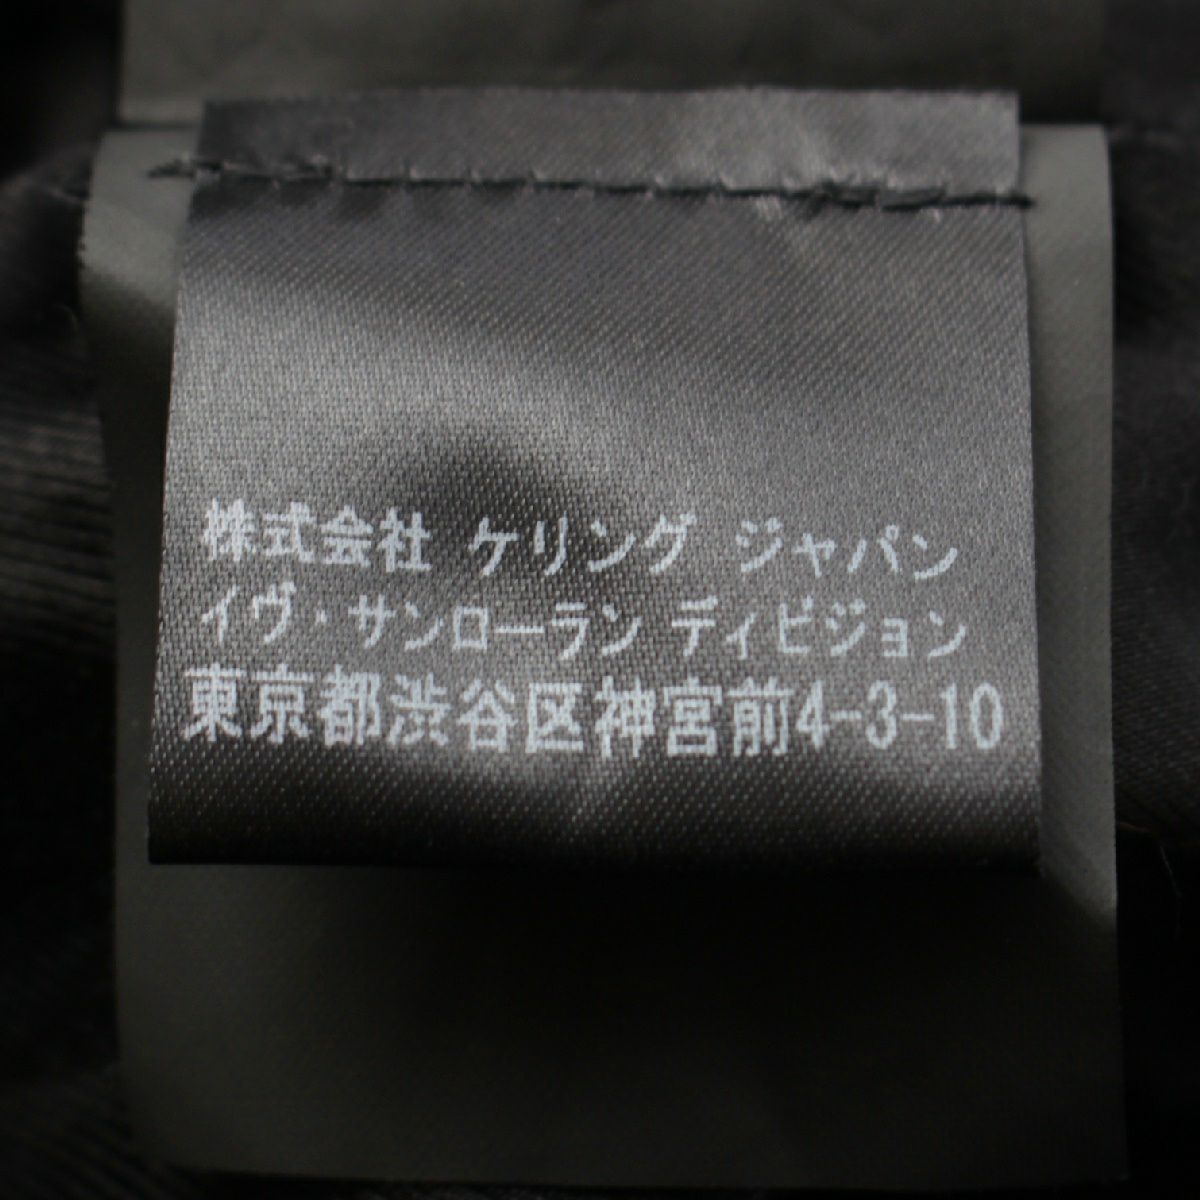 株式会社 ケリング ジャパン
イヴ・サンローラン ディビジョン
東京都渋谷区神宮前4-3-10